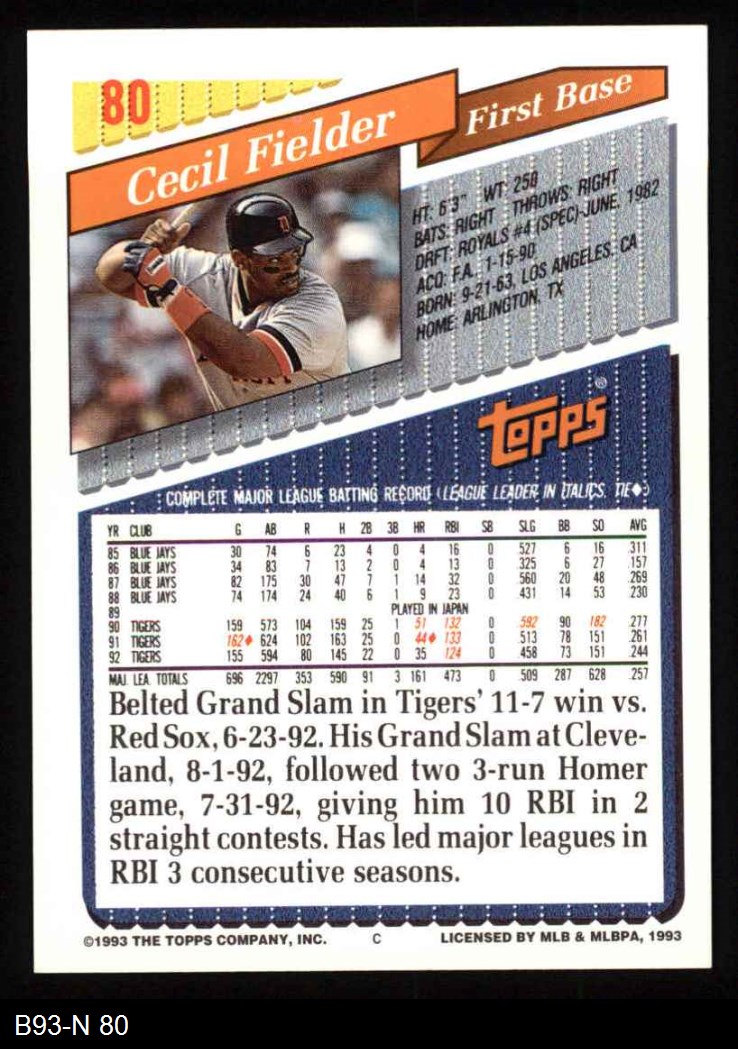 80
Cecil Fielder
First Base
HT: 6'3" WT: 250
BATS: RIGHT THROWS: RIGHT
DRFT: ROYALS #4 (SPEC)-JUNE, 1982
ACQ: F.A., 1-15-90
BORN: 9-21-63, LOS ANGELES, CA
HOME: ARLINGTON, TX
topps®
COMPLETE MAJOR LEAGUE BATTING RECORD (LEAGUE LEADER IN ITALICS, TIE♦)
YR CLUB G AB R H 2B 3B HR RBI SB SLG BB SO AVG
85 BLUE JAYS 30 74 6 23 4 0 4 16 0 .527 6 16 .311
86 BLUE JAYS 34 83 7 13 2 0 4 13 0 .325 6 27 .157
87 BLUE JAYS 82 175 30 47 7 1 14 32 0 .560 20 48 .269
88 BLUE JAYS 74 174 24 40 6 1 9 23 0 .431 14 53 .230
89 PLAYED IN JAPAN
90 TIGERS 159 573 104 159 25 1 51 132 0 .592 90 182 .277
91 TIGERS 162♦ 624 102 163 25 0 44♦ 133 0 .513 78 151 .261
92 TIGERS 155 594 80 145 22 0 35 124 0 .458 73 151 .244
MAJ. LEA. TOTALS 696 2297 353 590 91 3 161 473 0 .509 287 628 .257
Belted Grand Slam in Tigers' 11-7 win vs.
Red Sox, 6-23-92. His Grand Slam at Cleve-
land, 8-1-92, followed two 3-run Homer
game, 7-31-92, giving him 10 RBI in 2
straight contests. Has led major leagues in
RBI 3 consecutive seasons.
©1993 THE TOPPS COMPANY, INC. C LICENSED BY MLB & MLBPA, 1993
B93-N 80